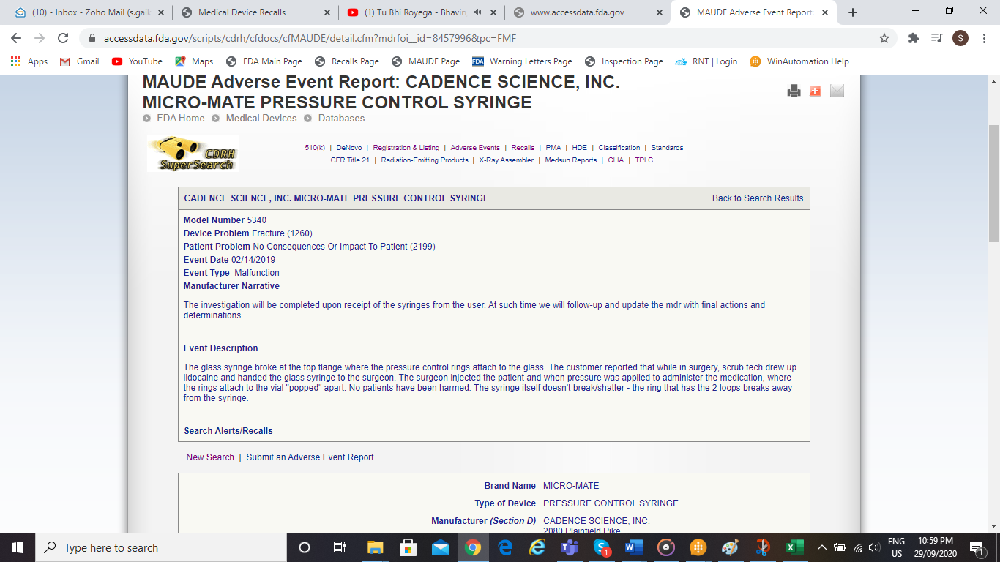 (10) - Inbox - Zoho Mail (s.gaik
Medical Device Recalls
(1) Tu Bhi Royega - Bhavin
www.accessdata.fda.gov
MAUDE Adverse Event Report:
accessdata.fda.gov/scripts/cdrh/cfdocs/cfMAUDE/detail.cfm?mdrfoi__id=8457996&pc=FMF
S
Apps
Gmail
YouTube
Maps
FDA Main Page
Recalls Page
MAUDE Page
FDA
Warning Letters Page
Inspection Page
RNT | Login
WinAutomation Help
MAUDE Adverse Event Report: CADENCE SCIENCE, INC.
MICRO-MATE PRESSURE CONTROL SYRINGE
FDA Home Medical Devices Databases
CDRH
SuperSearch
510(k) | DeNovo | Registration & Listing | Adverse Events | Recalls | PMA | HDE | Classification | Standards
CFR Title 21 | Radiation-Emitting Products | X-Ray Assembler | Medsun Reports | CLIA | TPLC
CADENCE SCIENCE, INC. MICRO-MATE PRESSURE CONTROL SYRINGE
Back to Search Results
Model Number 5340
Device Problem Fracture (1260)
Patient Problem No Consequences Or Impact To Patient (2199)
Event Date 02/14/2019
Event Type Malfunction
Manufacturer Narrative
The investigation will be completed upon receipt of the syringes from the user. At such time we will follow-up and update the mdr with final actions and
determinations.
Event Description
The glass syringe broke at the top flange where the pressure control rings attach to the glass. The customer reported that while in surgery, scrub tech drew up
lidocaine and handed the glass syringe to the surgeon. The surgeon injected the patient and when pressure was applied to administer the medication, where
the rings attach to the vial "popped" apart. No patients have been harmed. The syringe itself doesn't break/shatter - the ring that has the 2 loops breaks away
from the syringe.
Search Alerts/Recalls
New Search | Submit an Adverse Event Report
Brand Name MICRO-MATE
Type of Device PRESSURE CONTROL SYRINGE
Manufacturer (Section D) CADENCE SCIENCE, INC.
2080 Plainfield Pike
Type here to search
1
ENG
US
10:59 PM
29/09/2020
1